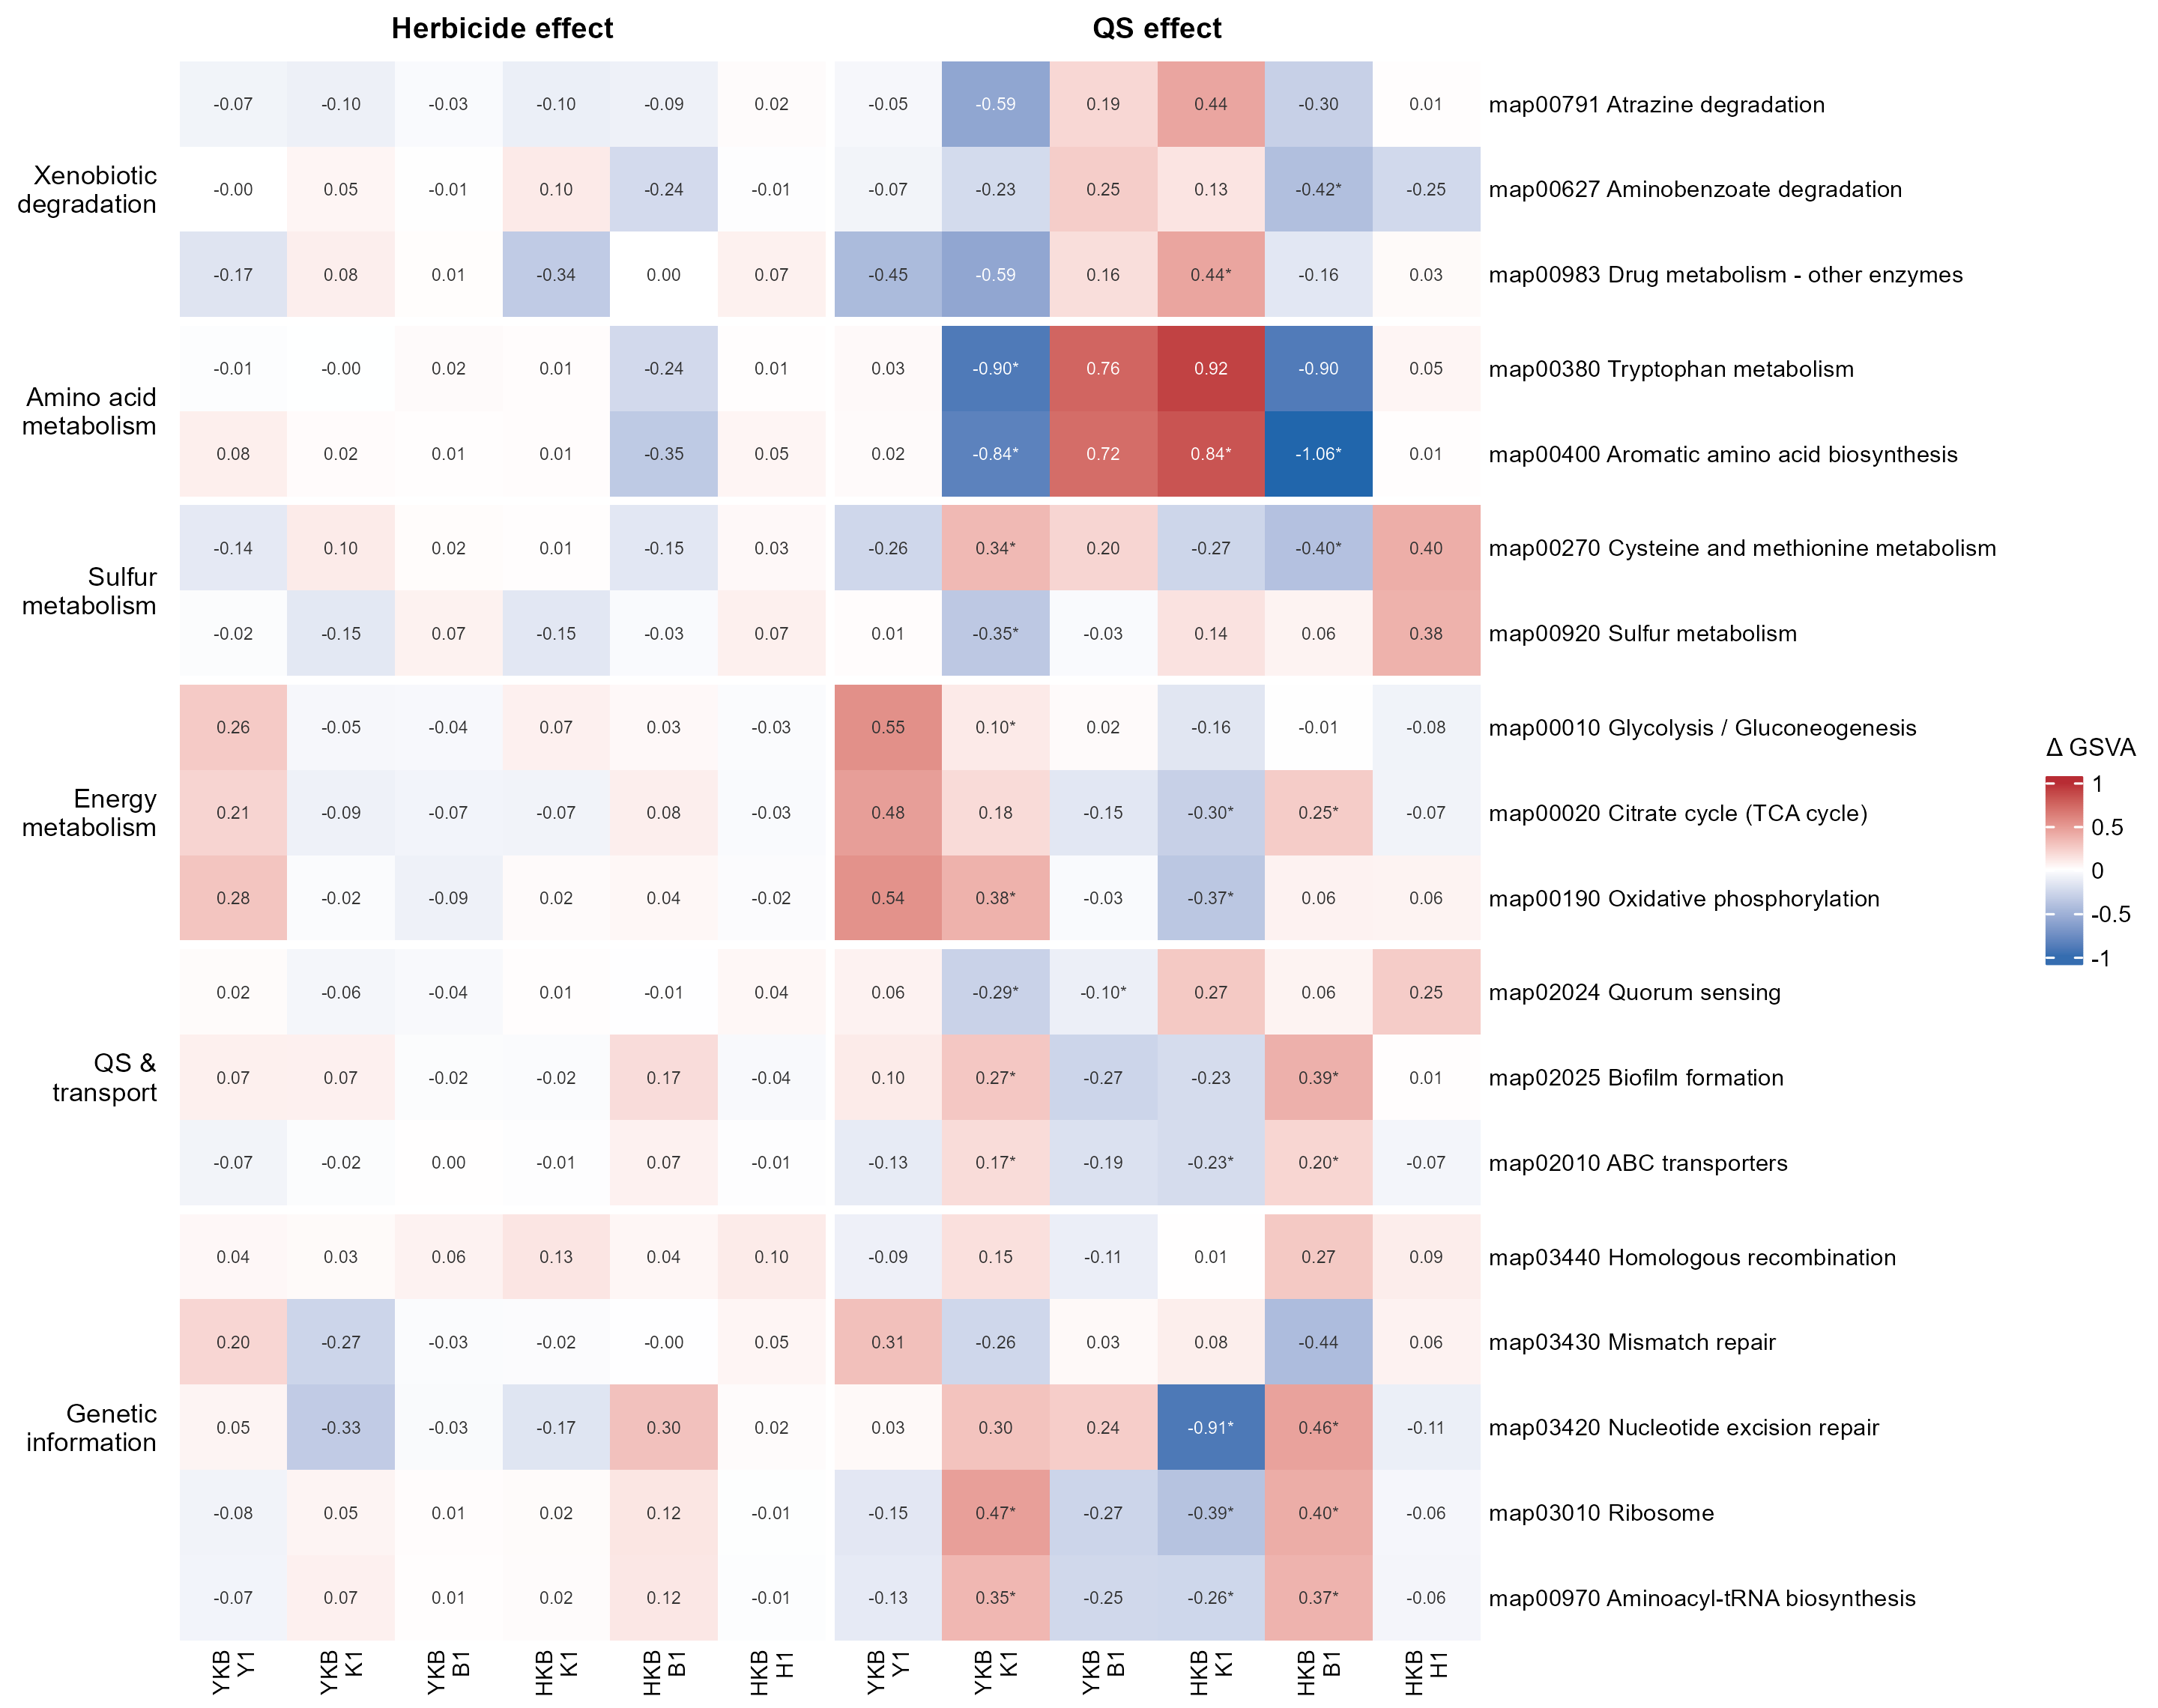 Herbicide effect QS effect
-0.07 -0.10 -0.03 -0.10 -0.09 0.02 -0.05 -0.59 0.19 0.44 -0.30 0.01 map00791 Atrazine degradation
Xenobiotic
degradation
-0.00 0.05 -0.01 0.10 -0.24 -0.01 -0.07 -0.23 0.25 0.13 -0.42* -0.25 map00627 Aminobenzoate degradation
-0.17 0.08 0.01 -0.34 0.00 0.07 -0.45 -0.59 0.16 0.44* -0.16 0.03 map00983 Drug metabolism - other enzymes
-0.01 -0.00 0.02 0.01 -0.24 0.01 0.03 -0.90* 0.76 0.92 -0.90 0.05 map00380 Tryptophan metabolism
Amino acid
metabolism
0.08 0.02 0.01 0.01 -0.35 0.05 0.02 -0.84* 0.72 0.84* -1.06* 0.01 map00400 Aromatic amino acid biosynthesis
-0.14 0.10 0.02 0.01 -0.15 0.03 -0.26 0.34* 0.20 -0.27 -0.40* 0.40 map00270 Cysteine and methionine metabolism
Sulfur
metabolism
-0.02 -0.15 0.07 -0.15 -0.03 0.07 0.01 -0.35* -0.03 0.14 0.06 0.38 map00920 Sulfur metabolism
0.26 -0.05 -0.04 0.07 0.03 -0.03 0.55 0.10* 0.02 -0.16 -0.01 -0.08 map00010 Glycolysis / Gluconeogenesis
Energy
metabolism
0.21 -0.09 -0.07 -0.07 0.08 -0.03 0.48 0.18 -0.15 -0.30* 0.25* -0.07 map00020 Citrate cycle (TCA cycle)
0.28 -0.02 -0.09 0.02 0.04 -0.02 0.54 0.38* -0.03 -0.37* 0.06 0.06 map00190 Oxidative phosphorylation
0.02 -0.06 -0.04 0.01 -0.01 0.04 0.06 -0.29* -0.10* 0.27 0.06 0.25 map02024 Quorum sensing
QS &
transport
0.07 0.07 -0.02 -0.02 0.17 -0.04 0.10 0.27* -0.27 -0.23 0.39* 0.01 map02025 Biofilm formation
-0.07 -0.02 0.00 -0.01 0.07 -0.01 -0.13 0.17* -0.19 -0.23* 0.20* -0.07 map02010 ABC transporters
0.04 0.03 0.06 0.13 0.04 0.10 -0.09 0.15 -0.11 0.01 0.27 0.09 map03440 Homologous recombination
0.20 -0.27 -0.03 -0.02 -0.00 0.05 0.31 -0.26 0.03 0.08 -0.44 0.06 map03430 Mismatch repair
Genetic
information
0.05 -0.33 -0.03 -0.17 0.30 0.02 0.03 0.30 0.24 -0.91* 0.46* -0.11 map03420 Nucleotide excision repair
-0.08 0.05 0.01 0.02 0.12 -0.01 -0.15 0.47* -0.27 -0.39* 0.40* -0.06 map03010 Ribosome
-0.07 0.07 0.01 0.02 0.12 -0.01 -0.13 0.35* -0.25 -0.26* 0.37* -0.06 map00970 Aminoacyl-tRNA biosynthesis
YKB
Y1
YKB
K1
YKB
B1
HKB
K1
HKB
B1
HKB
H1
YKB
Y1
YKB
K1
YKB
B1
HKB
K1
HKB
B1
HKB
H1
Δ GSVA
1
0.5
0
-0.5
-1